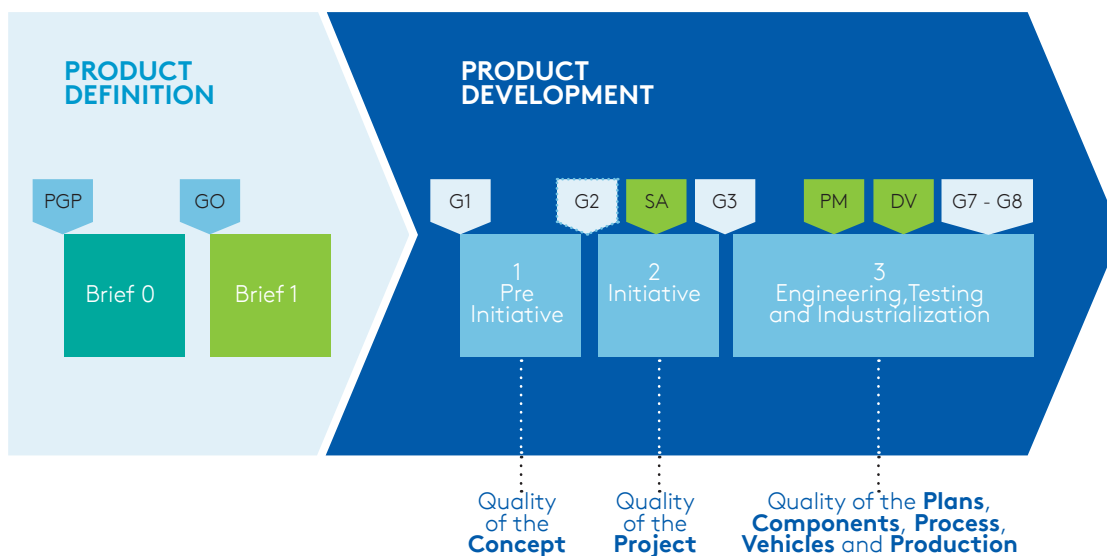 PRODUCT
DEFINITION
PRODUCT
DEVELOPMENT
PGP
GO
G1
G2
SA
G3
PM
DV
G7 - G8
Brief 0
Brief 1
1
Pre
Initiative
2
Initiative
3
Engineering,Testing
and Industrialization
Quality
of the
Concept
Quality
of the
Project
Quality of the Plans,
Components, Process,
Vehicles and Production